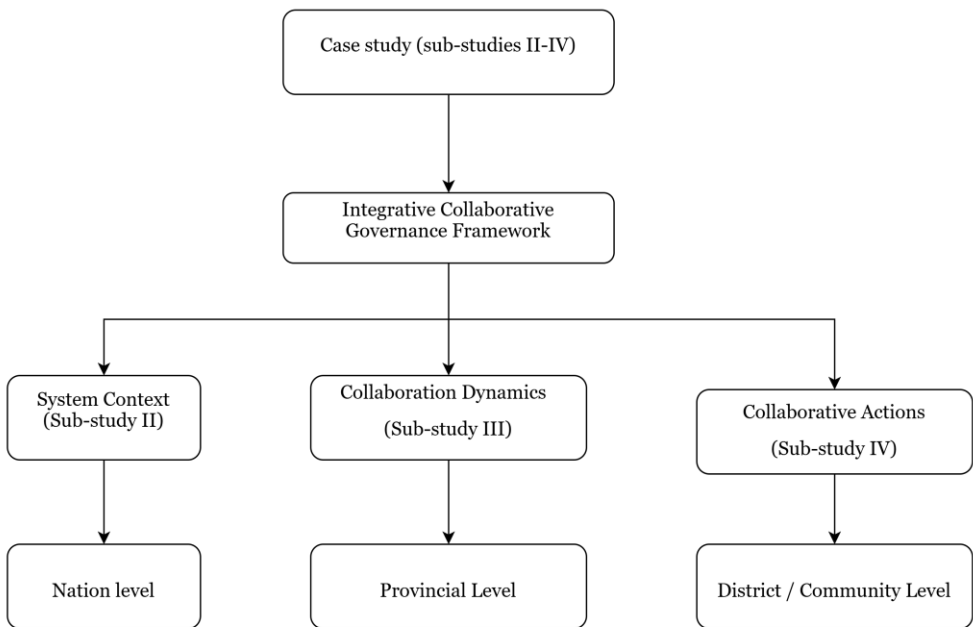 Case study (sub-studies II-IV)
Integrative Collaborative
Governance Framework
System Context
(Sub-study II)
Collaboration Dynamics
(Sub-study III)
Collaborative Actions
(Sub-study IV)
Nation level
Provincial Level
District / Community Level